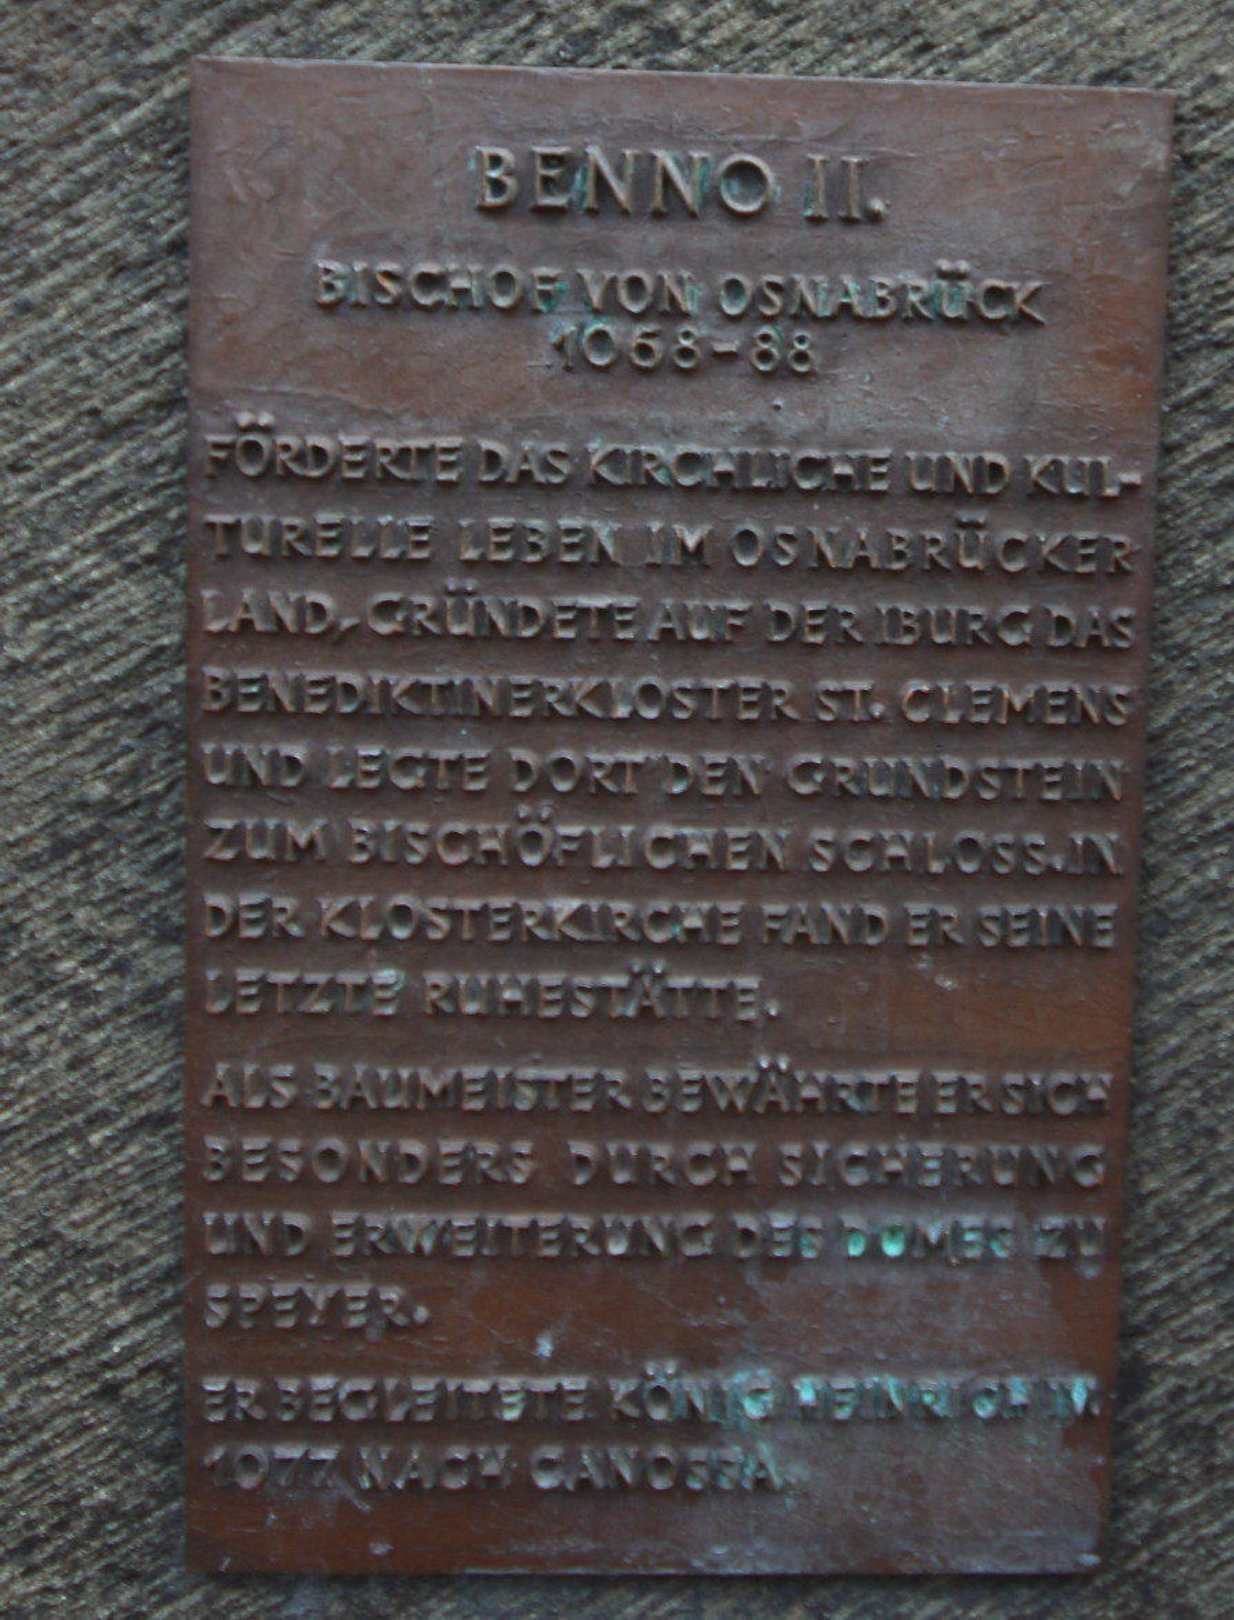 BENNO II.
BISCHOF VON OSNABRÜCK
1068-88
FÖRDERTE DAS KIRCHLICHE UND KUL-
TURELLE LEBEN IM OSNABRÜCKER
LAND, GRÜNDETE AUF DER IBURG DAS
BENEDIKTINERKLOSTER ST. CLEMENS
UND LEGTE DORT DEN GRUNDSTEIN
ZUM BISCHÖFLICHEN SCHLOSS. IN
DER KLOSTERKIRCHE FAND ER SEINE
LETZTE RUHESTÄTTE.
ALS BAUMEISTER BEWÄHRTE ER SICH
BESONDERS DURCH SICHERUNG
UND ERWEITERUNG DES DOMES ZU
SPEYER.
ER BEGLEITETE KÖNIG HEINRICH IV.
1077 NACH CANOSSA.